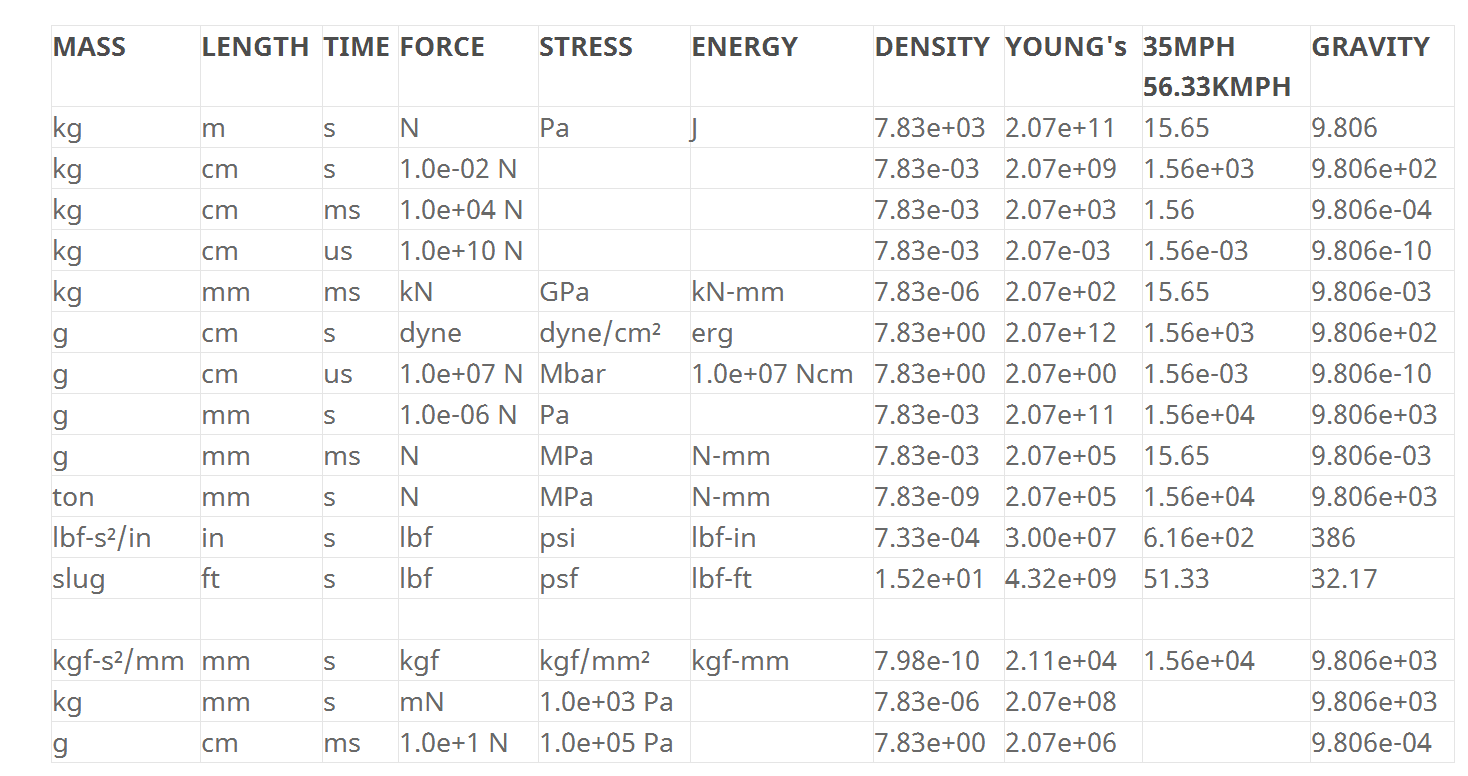 MASS LENGTH TIME FORCE STRESS ENERGY DENSITY YOUNG's 35MPH GRAVITY
56.33KMPH
kg m s N Pa J 7.83e+03 2.07e+11 15.65 9.806
kg cm s 1.0e-02 N 7.83e-03 2.07e+09 1.56e+03 9.806e+02
kg cm ms 1.0e+04 N 7.83e-03 2.07e+03 1.56 9.806e-04
kg cm us 1.0e+10 N 7.83e-03 2.07e-03 1.56e-03 9.806e-10
kg mm ms kN GPa kN-mm 7.83e-06 2.07e+02 15.65 9.806e-03
g cm s dyne dyne/cm² erg 7.83e+00 2.07e+12 1.56e+03 9.806e+02
g cm us 1.0e+07 N Mbar 1.0e+07 Ncm 7.83e+00 2.07e+00 1.56e-03 9.806e-10
g mm s 1.0e-06 N Pa 7.83e-03 2.07e+11 1.56e+04 9.806e+03
g mm ms N MPa N-mm 7.83e-03 2.07e+05 15.65 9.806e-03
ton mm s N MPa N-mm 7.83e-09 2.07e+05 1.56e+04 9.806e+03
lbf-s²/in in s lbf psi lbf-in 7.33e-04 3.00e+07 6.16e+02 386
slug ft s lbf psf lbf-ft 1.52e+01 4.32e+09 51.33 32.17
kgf-s²/mm mm s kgf kgf/mm² kgf-mm 7.98e-10 2.11e+04 1.56e+04 9.806e+03
kg mm s mN 1.0e+03 Pa 7.83e-06 2.07e+08 9.806e+03
g cm ms 1.0e+1 N 1.0e+05 Pa 7.83e+00 2.07e+06 9.806e-04